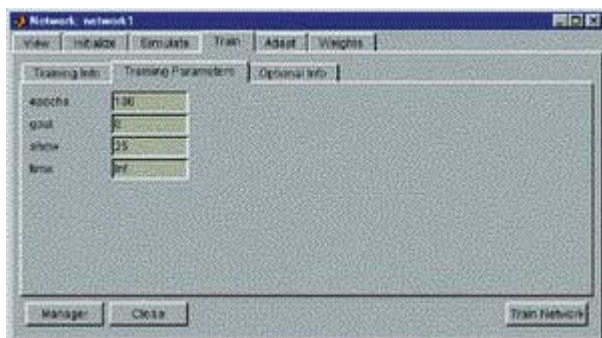 Network: network1
View Initialize Simulate Train Adapt Weights
Training Info Training Parameters Optional Info
epochs 100
goal 0
show 25
time Inf
Manager Close Train Network